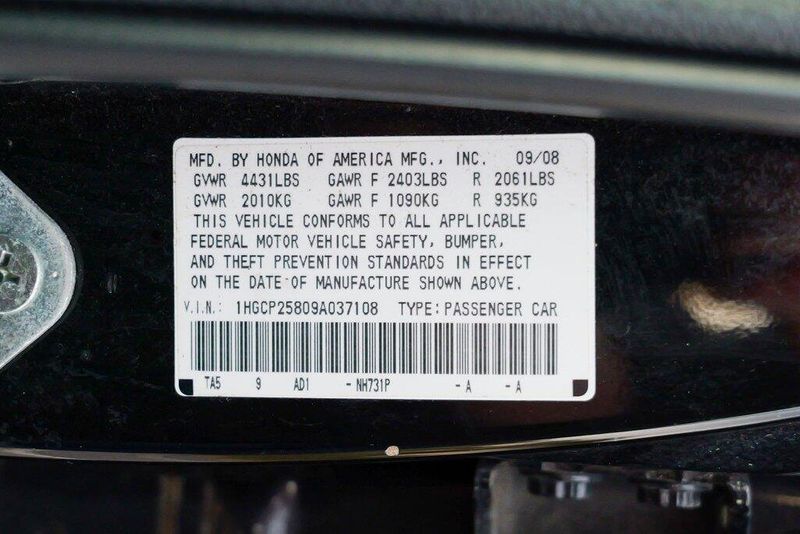 MFD. BY HONDA OF AMERICA MFG., INC. 09/08
GVWR 4431LBS GAWR F 2403LBS R 2061LBS
GVWR 2010KG GAWR F 1090KG R 935KG
THIS VEHICLE CONFORMS TO ALL APPLICABLE
FEDERAL MOTOR VEHICLE SAFETY, BUMPER,
AND THEFT PREVENTION STANDARDS IN EFFECT
ON THE DATE OF MANUFACTURE SHOWN ABOVE.
V.I.N.: 1HGCP25809A037108 TYPE: PASSENGER CAR
TA5 9 AD1 -NH731P -A -A